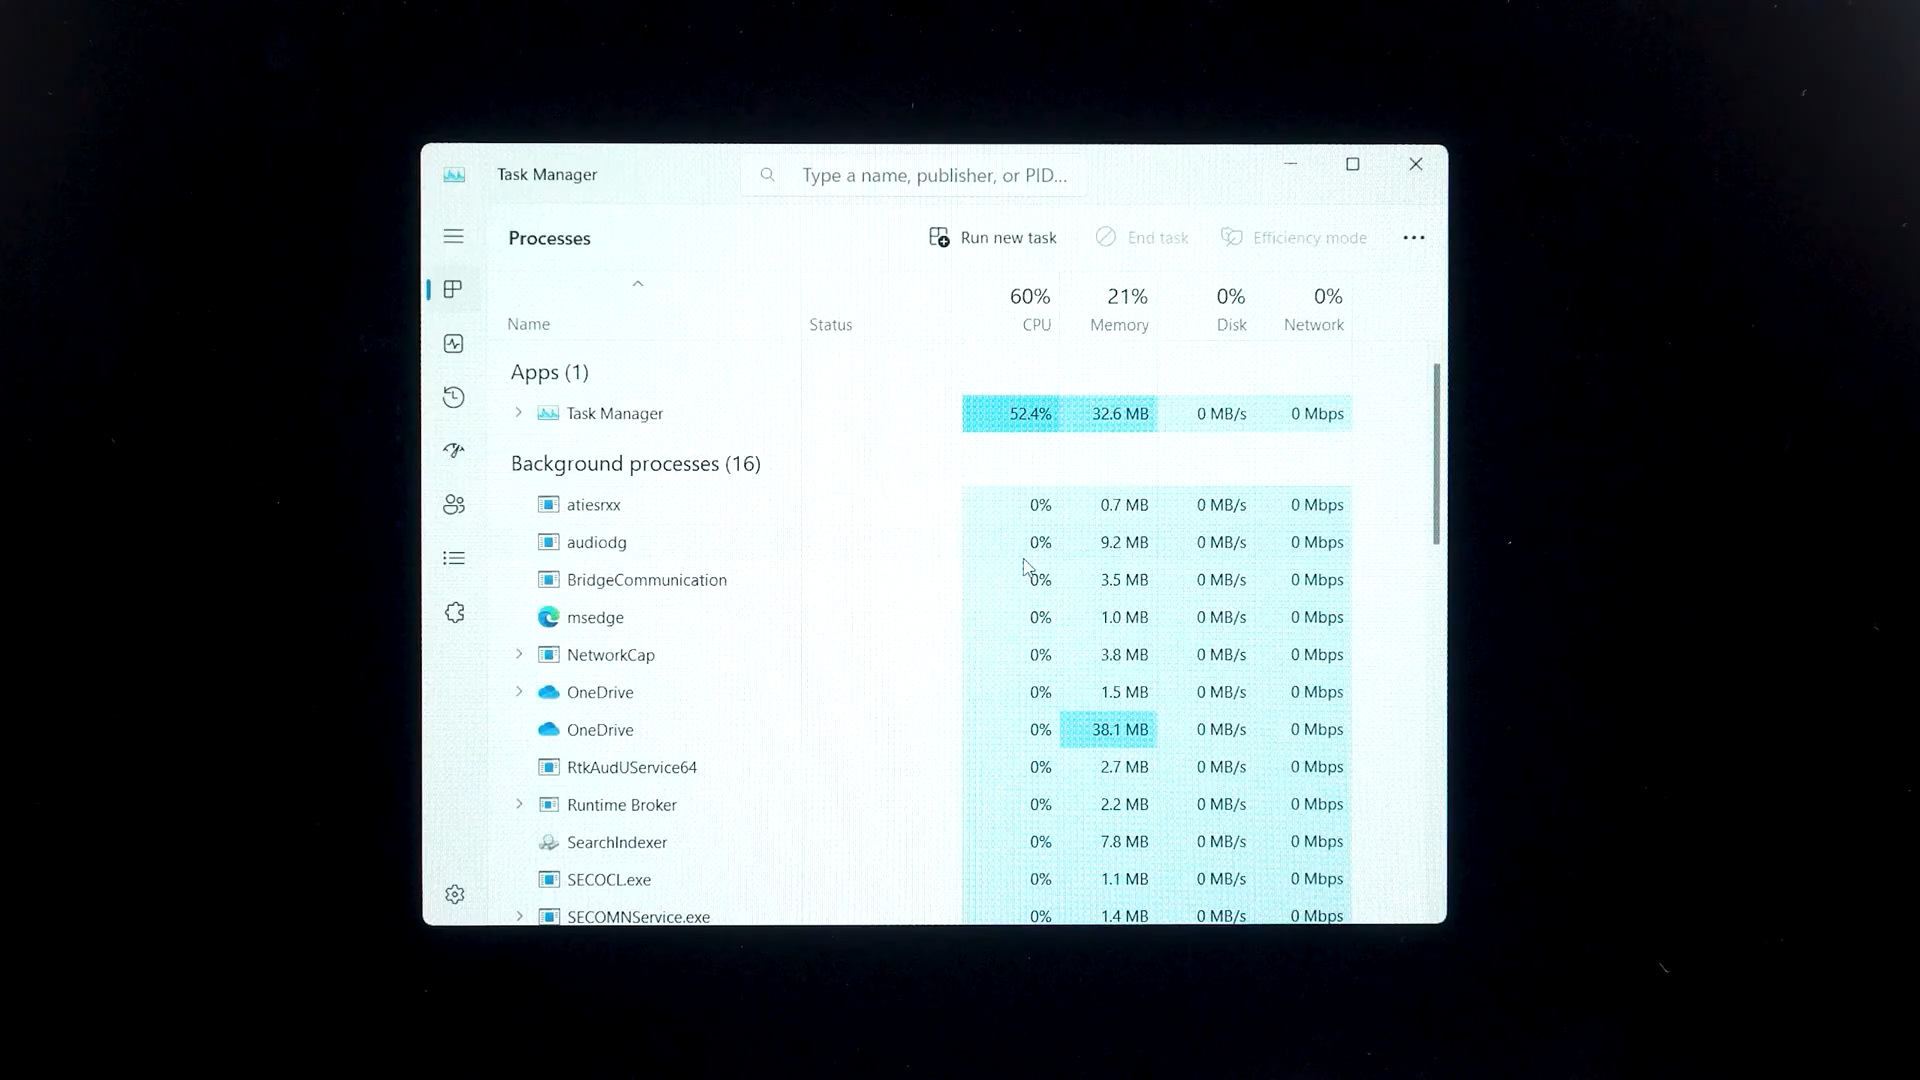 Task Manager
Type a name, publisher, or PID...
Processes
Run new task
End task
Efficiency mode
60% 21% 0% 0%
Name Status CPU Memory Disk Network
Apps (1)
Task Manager 52.4% 32.6 MB 0 MB/s 0 Mbps
Background processes (16)
atiesrxx 0% 0.7 MB 0 MB/s 0 Mbps
audiodg 0% 9.2 MB 0 MB/s 0 Mbps
BridgeCommunication 0% 3.5 MB 0 MB/s 0 Mbps
msedge 0% 1.0 MB 0 MB/s 0 Mbps
NetworkCap 0% 3.8 MB 0 MB/s 0 Mbps
OneDrive 0% 1.5 MB 0 MB/s 0 Mbps
OneDrive 0% 38.1 MB 0 MB/s 0 Mbps
RtkAudUService64 0% 2.7 MB 0 MB/s 0 Mbps
Runtime Broker 0% 2.2 MB 0 MB/s 0 Mbps
SearchIndexer 0% 7.8 MB 0 MB/s 0 Mbps
SECOCL.exe 0% 1.1 MB 0 MB/s 0 Mbps
SECOMNService.exe 0% 1.4 MB 0 MB/s 0 Mbps